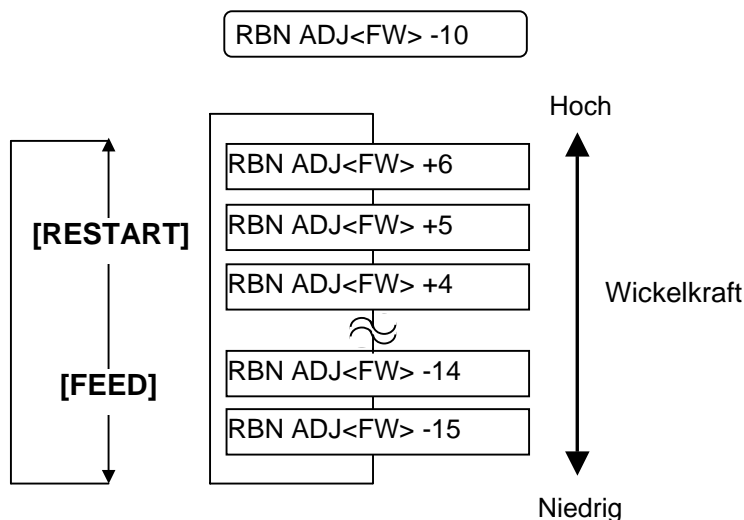 RBN ADJ<FW> -10
Hoch
RBN ADJ<FW> +6
RBN ADJ<FW> +5
[RESTART]
RBN ADJ<FW> +4
Wickelkraft
RBN ADJ<FW> -14
[FEED]
RBN ADJ<FW> -15
Niedrig